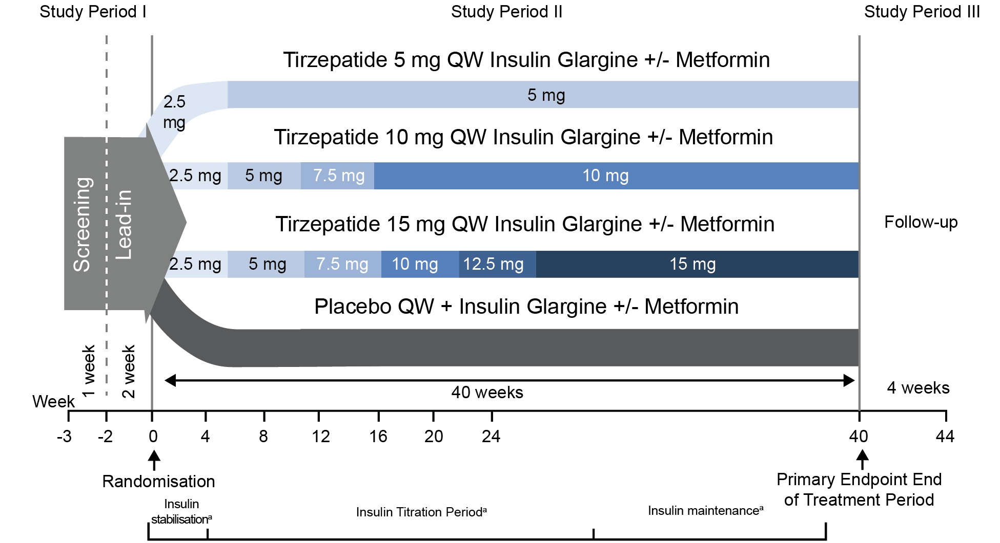 Study Period I
Study Period II
Study Period III
Tirzepatide 5 mg QW Insulin Glargine +/- Metformin
2.5
mg
5 mg
Tirzepatide 10 mg QW Insulin Glargine +/- Metformin
2.5 mg
5 mg
7.5 mg
10 mg
Screening
Lead-in
Tirzepatide 15 mg QW Insulin Glargine +/- Metformin
Follow-up
2.5 mg
5 mg
7.5 mg
10 mg
12.5 mg
15 mg
Placebo QW + Insulin Glargine +/- Metformin
1 week
2 week
40 weeks
4 weeks
Week
-3
-2
0
4
8
12
16
20
24
40
44
Randomisation
Primary Endpoint End
of Treatment Period
Insulin
stabilisationᵃ
Insulin Titration Periodᵃ
Insulin maintenanceᵃ